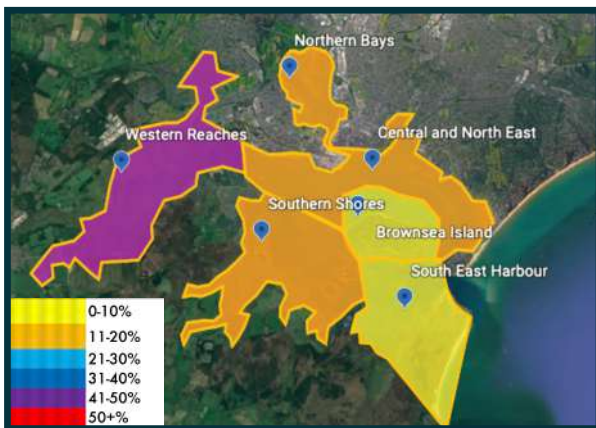 Northern Bays
Western Reaches
Central and North East
Southern Shores
Brownsea Island
South East Harbour
0-10%
11-20%
21-30%
31-40%
41-50%
50+%